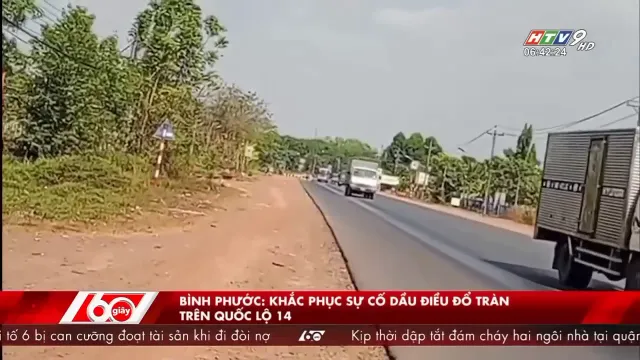 HTV9 HD
06:42:24
60 giây
BÌNH PHƯỚC: KHẮC PHỤC SỰ CỐ DẦU ĐIỀU ĐỔ TRÀN
TRÊN QUỐC LỘ 14
tố 6 bị can cưỡng đoạt tài sản khi đi đòi nợ 60 Kịp thời dập tắt đám cháy hai ngôi nhà tại quận